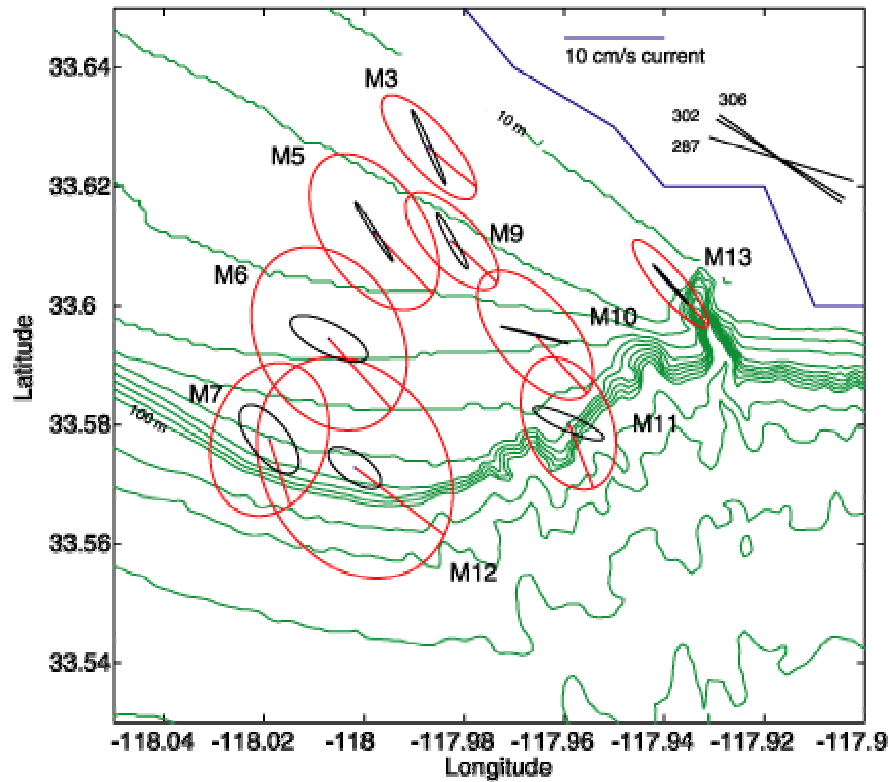 33.64
33.62
33.6
33.58
33.56
33.54
Latitude
-118.04
-118.02
-118
-117.98
-117.96
-117.94
-117.92
-117.9
Longitude
10 cm/s current
306
302
287
10 m
100 m
M3
M5
M9
M6
M13
M10
M7
M11
M12